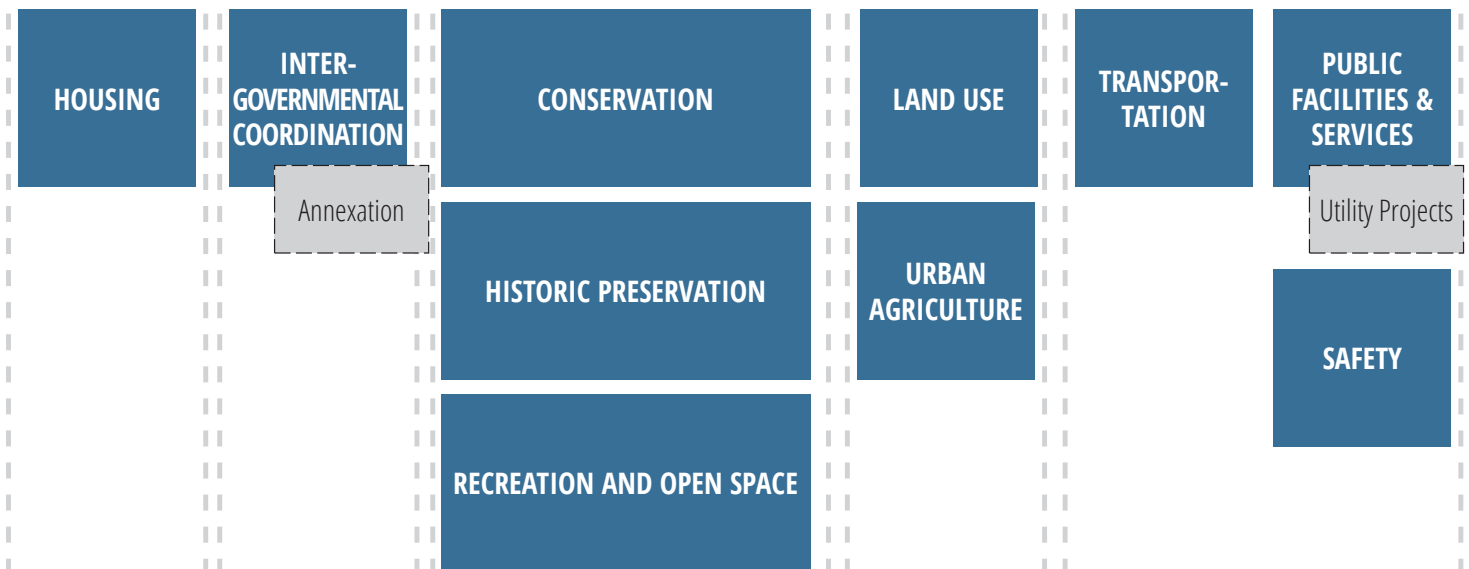 HOUSING
INTER-
GOVERNMENTAL
COORDINATION
Annexation
CONSERVATION
HISTORIC PRESERVATION
RECREATION AND OPEN SPACE
LAND USE
URBAN
AGRICULTURE
TRANSPOR-
TATION
PUBLIC
FACILITIES &
SERVICES
Utility Projects
SAFETY